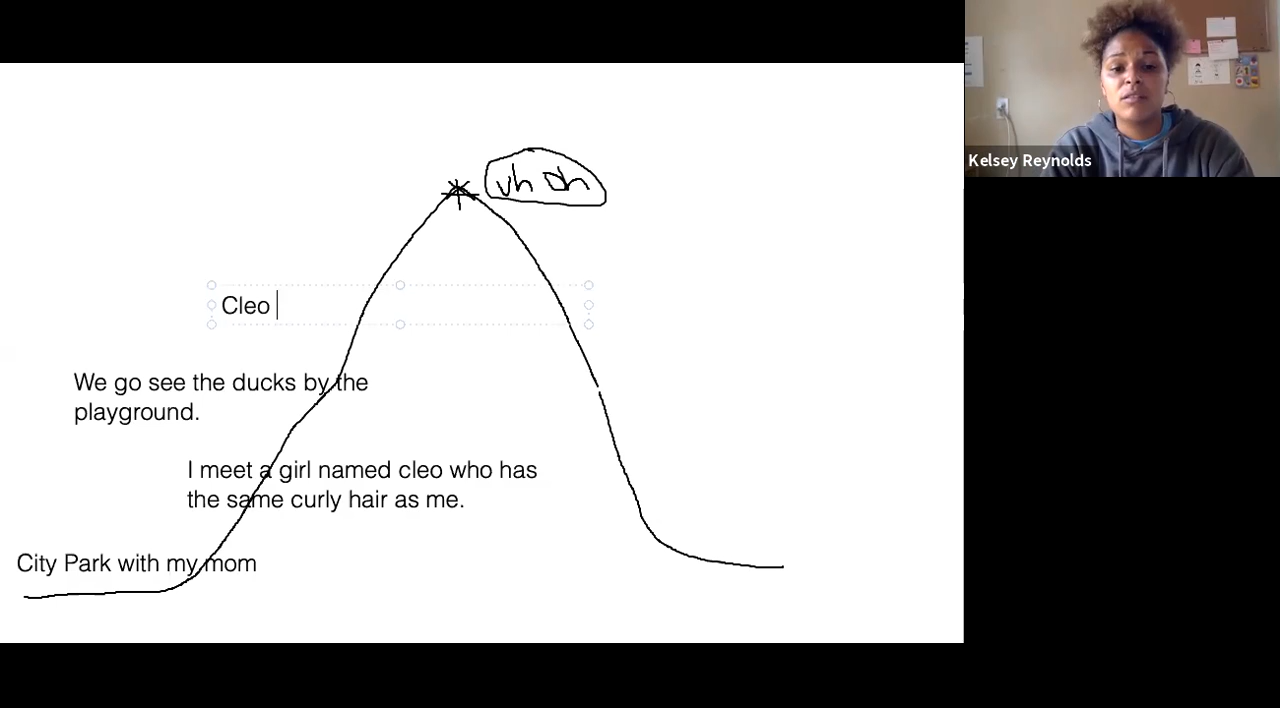 uh oh
Cleo
We go see the ducks by the
playground.
I meet a girl named cleo who has
the same curly hair as me.
City Park with my mom
Kelsey Reynolds